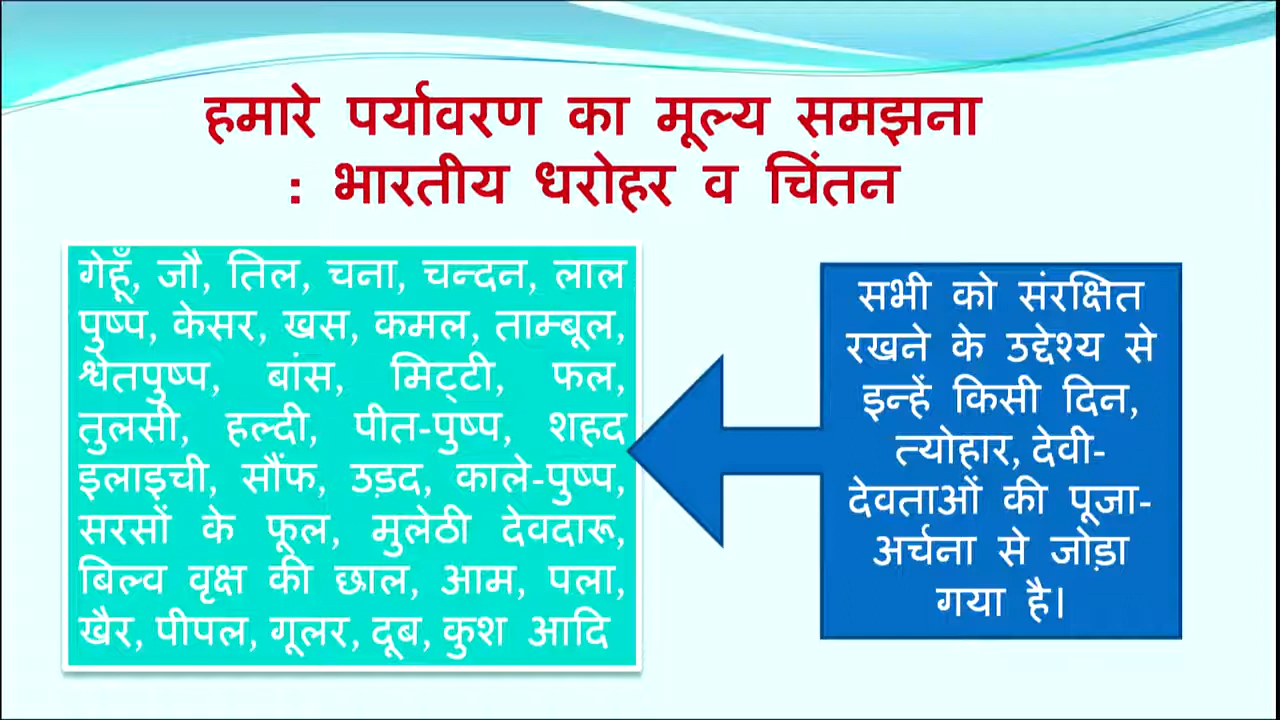 हमारे पर्यावरण का मूल्य समझना
: भारतीय धरोहर व चिंतन
गेहूँ, जौ, तिल, चना, चन्दन, लाल
पुष्प, केसर, खस, कमल, ताम्बूल,
श्वेतपुष्प, बांस, मिट्टी, फल,
तुलसी, हल्दी, पीत-पुष्प, शहद
इलाइची, सौंफ, उड़द, काले-पुष्प,
सरसों के फूल, मुलेठी देवदारू,
बिल्व वृक्ष की छाल, आम, पला,
खैर, पीपल, गूलर, दूब, कुश आदि
सभी को संरक्षित
रखने के उद्देश्य से
इन्हें किसी दिन,
त्योहार, देवी-
देवताओं की पूजा-
अर्चना से जोड़ा
गया है।